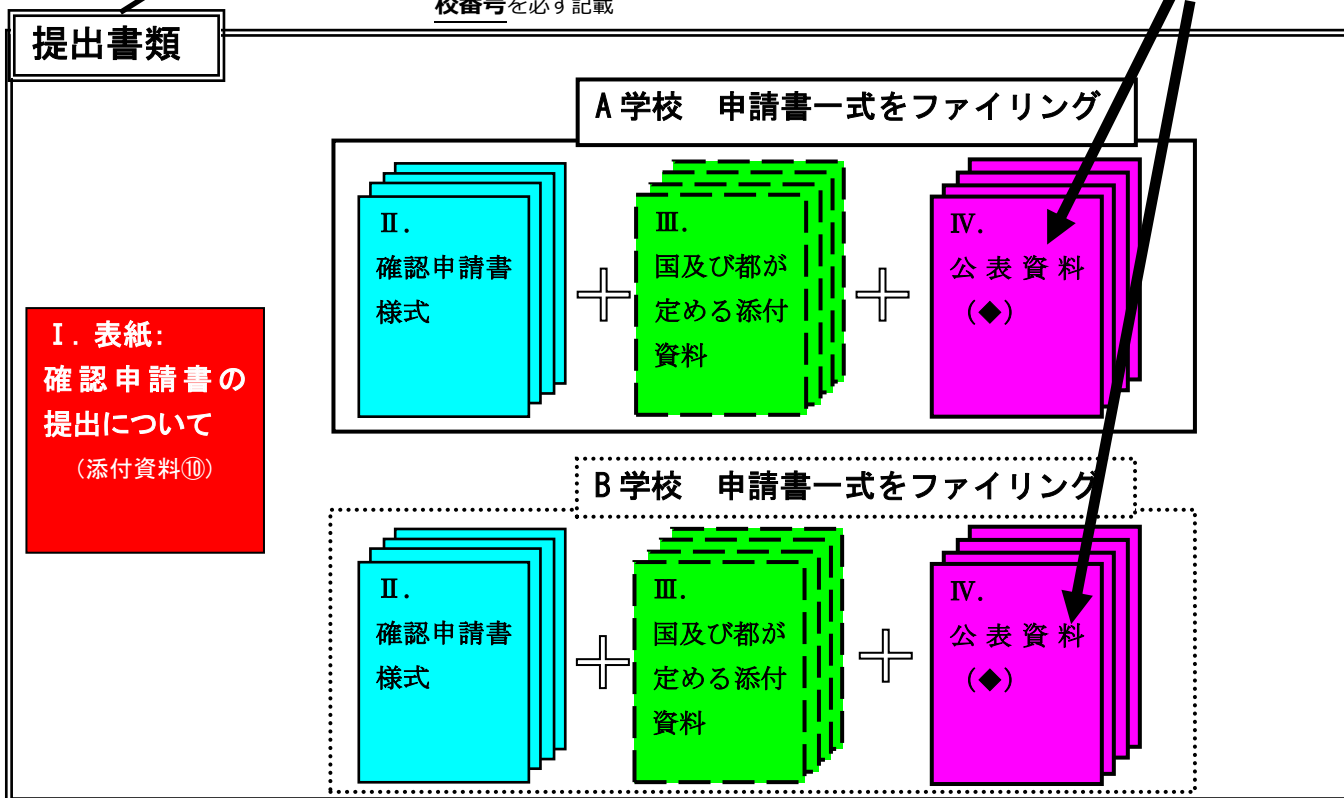 校番号を必ず記載
提出書類
A学校　申請書一式をファイリング
Ⅱ.
確認申請書
様式
Ⅲ.
国及び都が
定める添付
資料
Ⅳ.
公表資料
(◆)
Ⅰ. 表紙:
確認申請書の
提出について
(添付資料⑩)
B学校　申請書一式をファイリング
Ⅱ.
確認申請書
様式
Ⅲ.
国及び都が
定める添付
資料
Ⅳ.
公表資料
(◆)